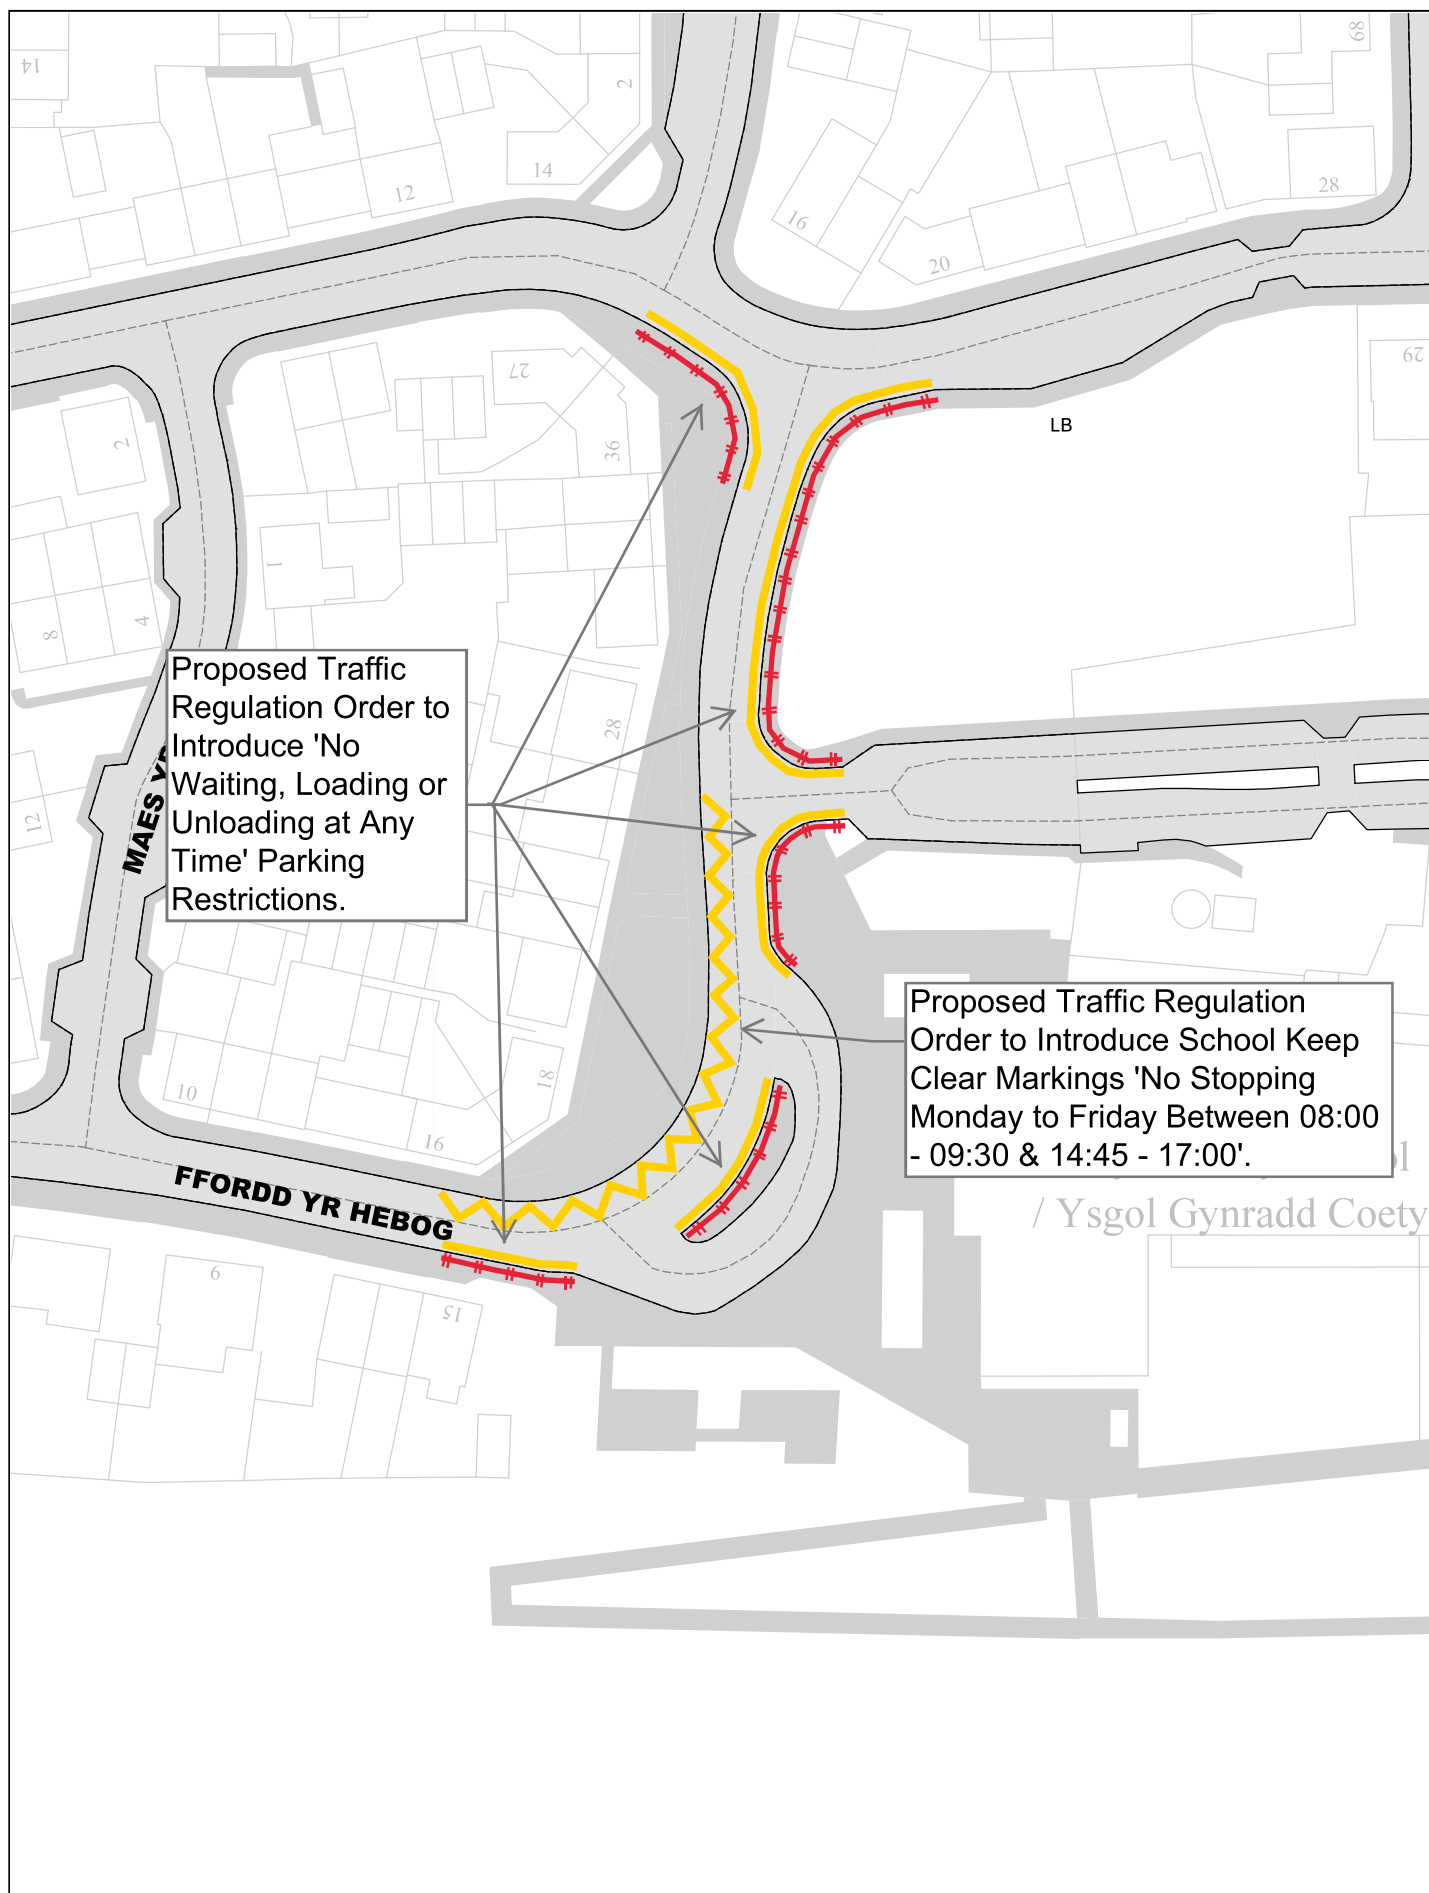 14
2
68
14
12
16
28
20
27
29
LB
2
36
1
8
4
Proposed Traffic
Regulation Order to
Introduce 'No
Waiting, Loading or
Unloading at Any
Time' Parking
Restrictions.
28
MAES
12
Proposed Traffic Regulation
Order to Introduce School Keep
Clear Markings 'No Stopping
Monday to Friday Between 08:00
- 09:30 & 14:45 - 17:00'.
10
18
16
FFORDD YR HEBOG
/ Ysgol Gynradd Coety
6
15